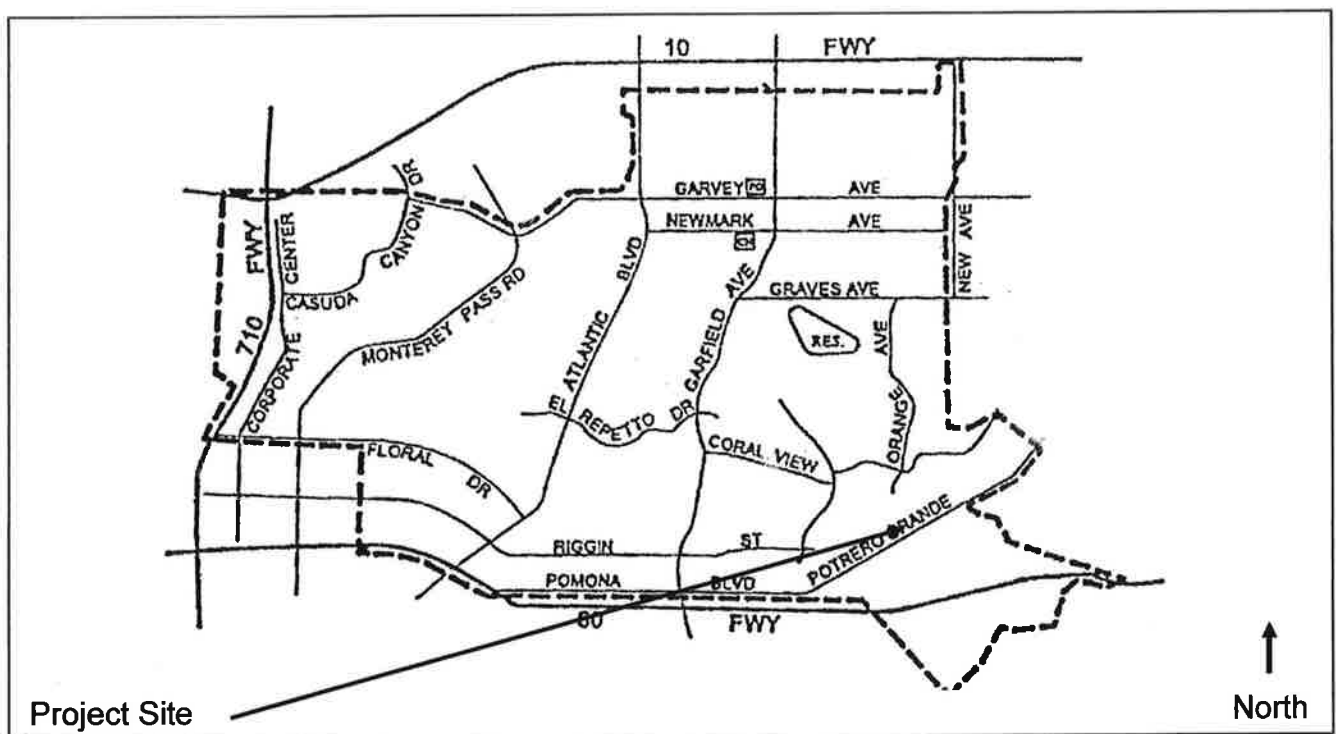 10 FWY
DR
CANYON
GARVEY AVE
NEWMARK AVE
FWY
CENTER
CASUDA
BLVD
AVE
NEW AVE
GRAVES AVE
710
MONTEREY PASS RD
RES.
AVE
CORPORATE
ATLANTIC
GARFIELD
EL REPETTO DR
ORANGE
CORAL VIEW
FLORAL
DR
RIGGIN ST
POTRERO GRANDE
POMONA BLVD
60 FWY
Project Site
North